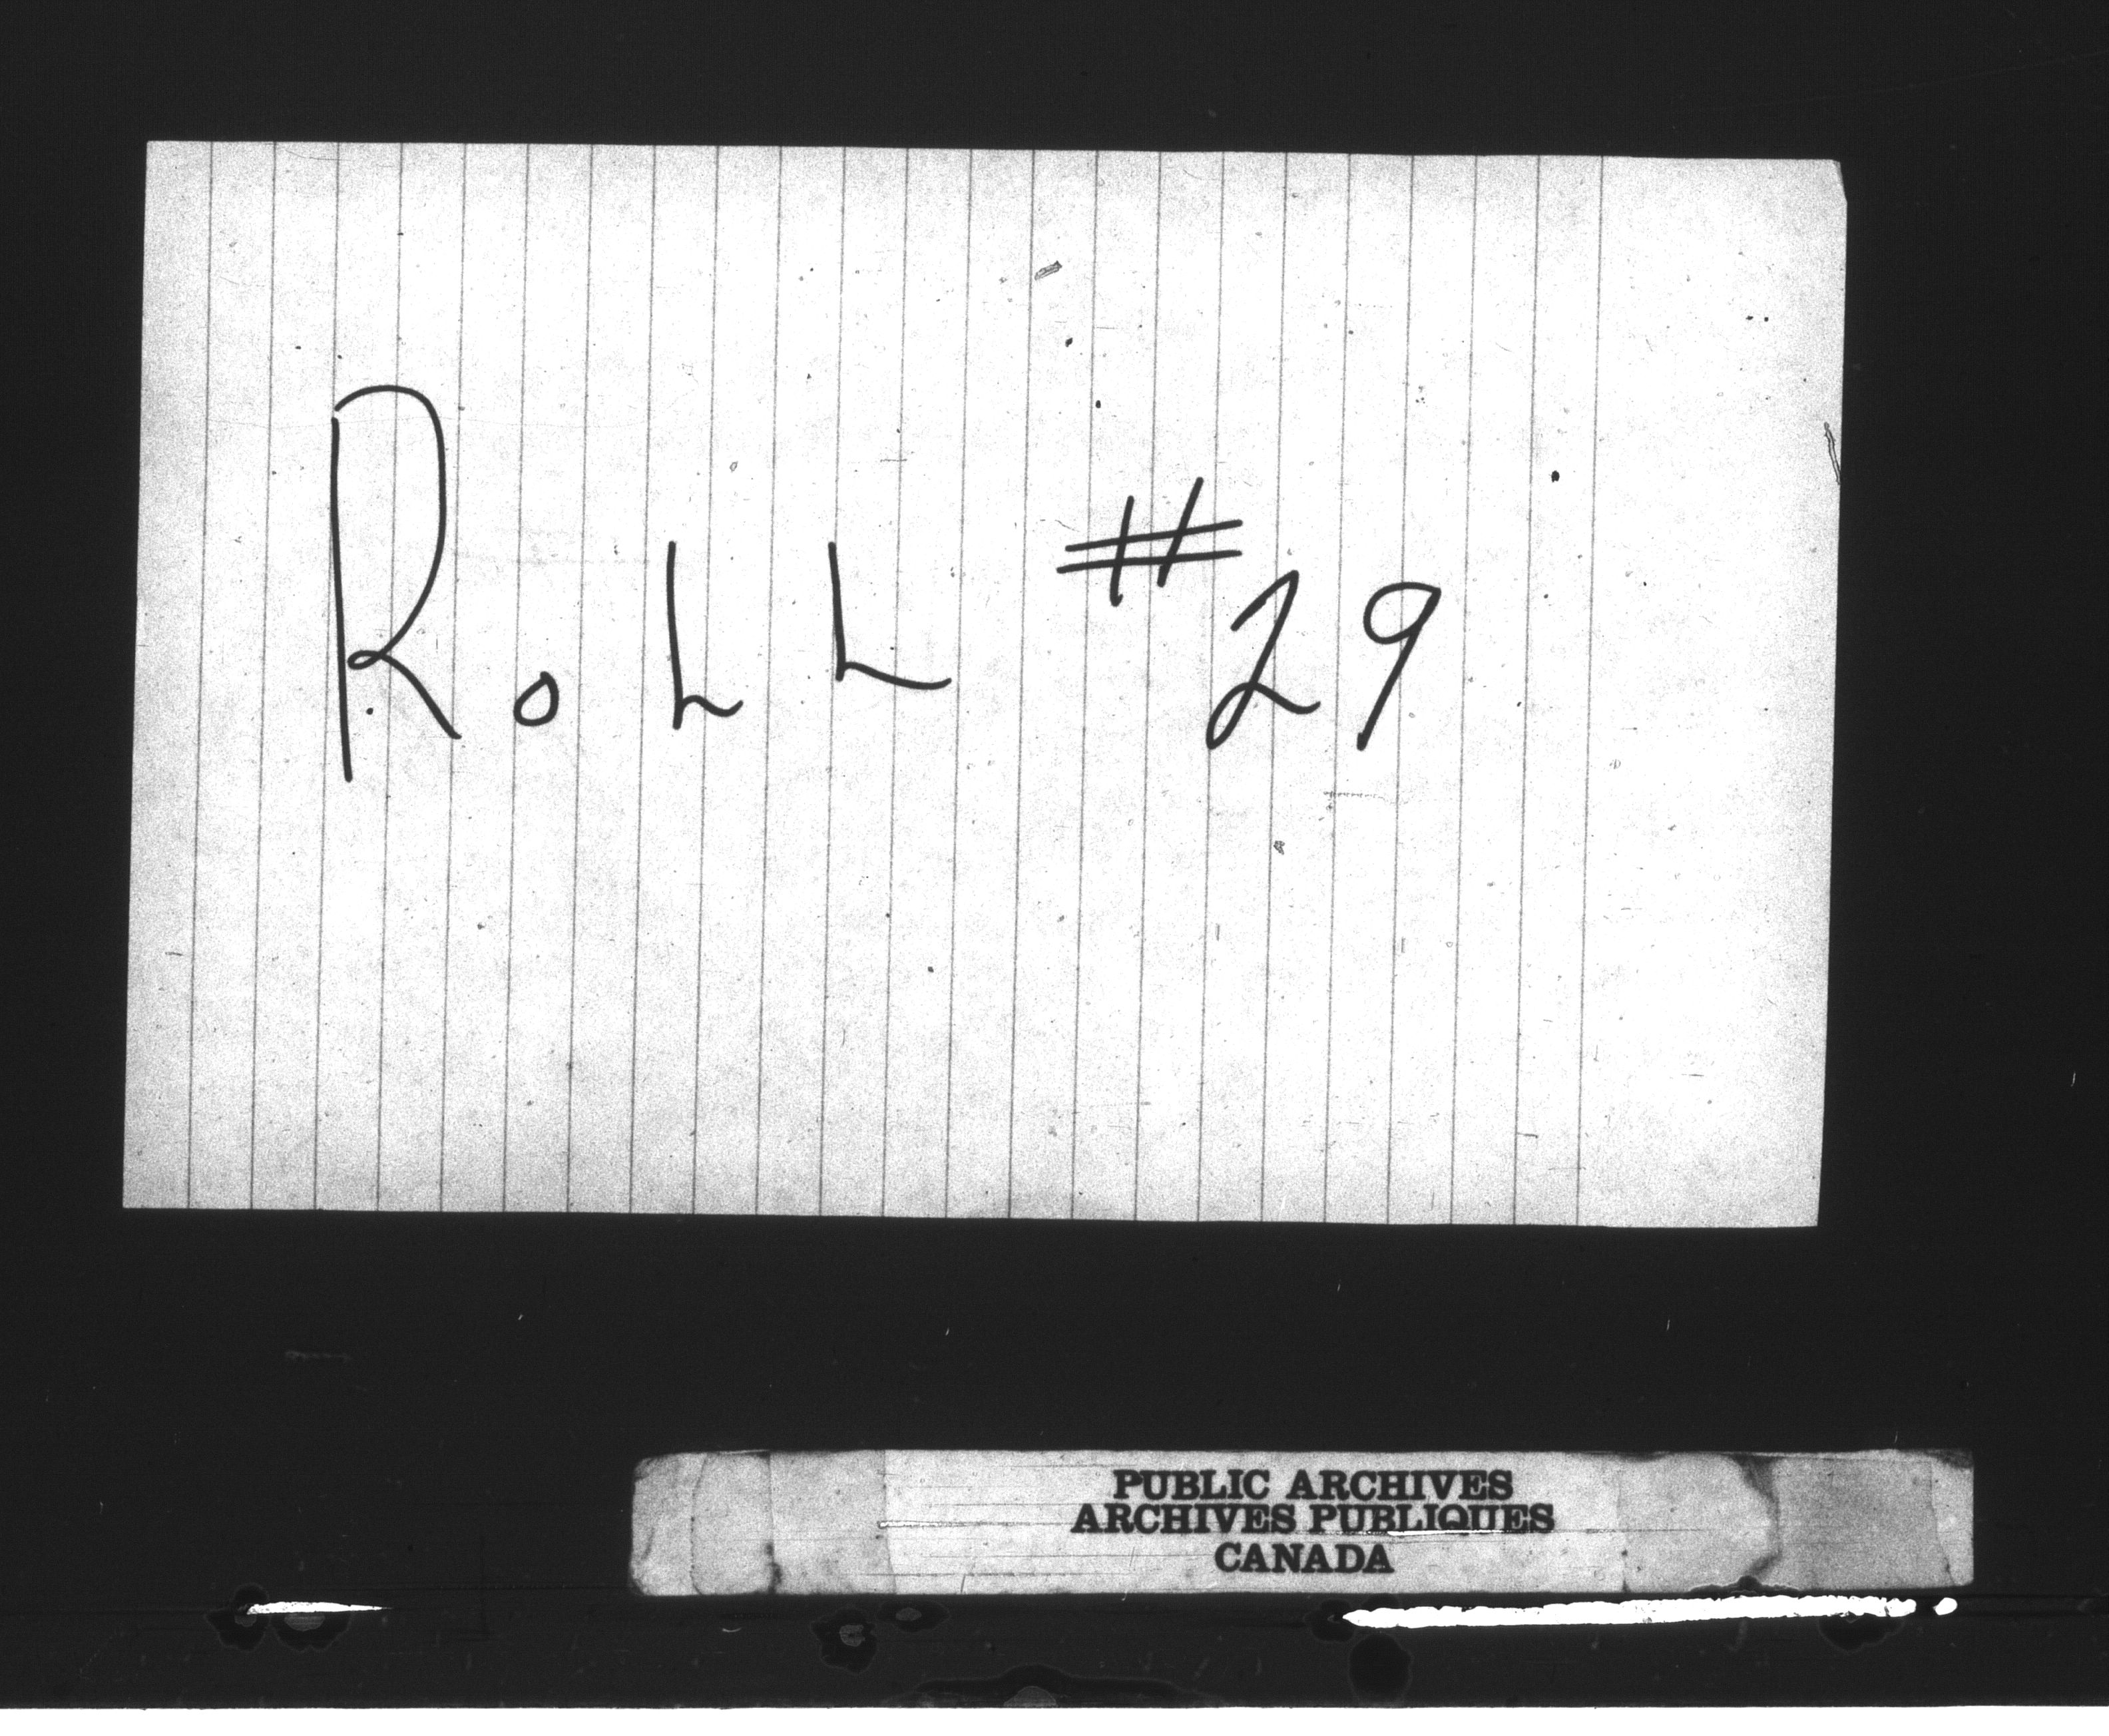 RoLL #29
PUBLIC ARCHIVES
ARCHIVES PUBLIQUES
CANADA